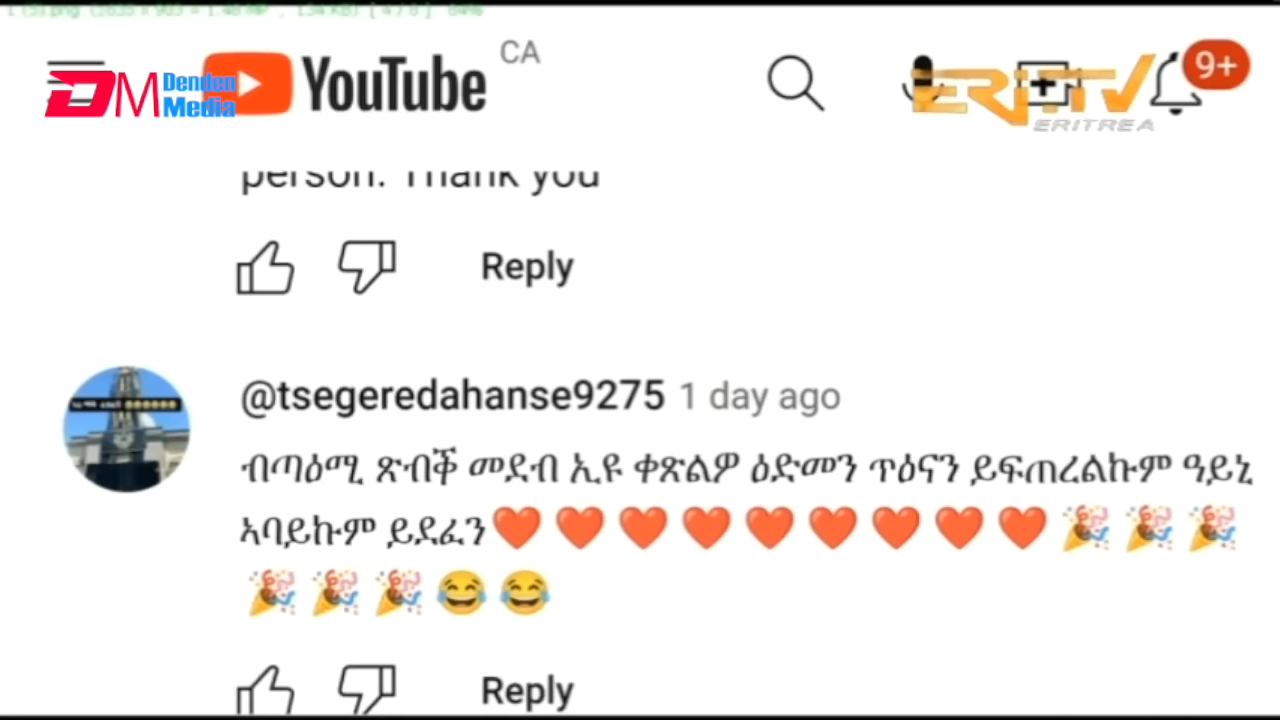 CA
DM Denden Media
YouTube
ERi-TV
ERITREA
9+
person. Thank you
Reply
@tsegeredahanse9275 1 day ago
ብጣዕሚ ጽብቕ መደብ ኢዩ ቀጽልዎ ዕድመን ጥዕናን ይፍጠረልኩም ዓይኒ
ኣባይኩም ይደፈን❤️❤️❤️❤️❤️❤️❤️❤️❤️🎉🎉🎉
🎉🎉🎉😂😂
Reply